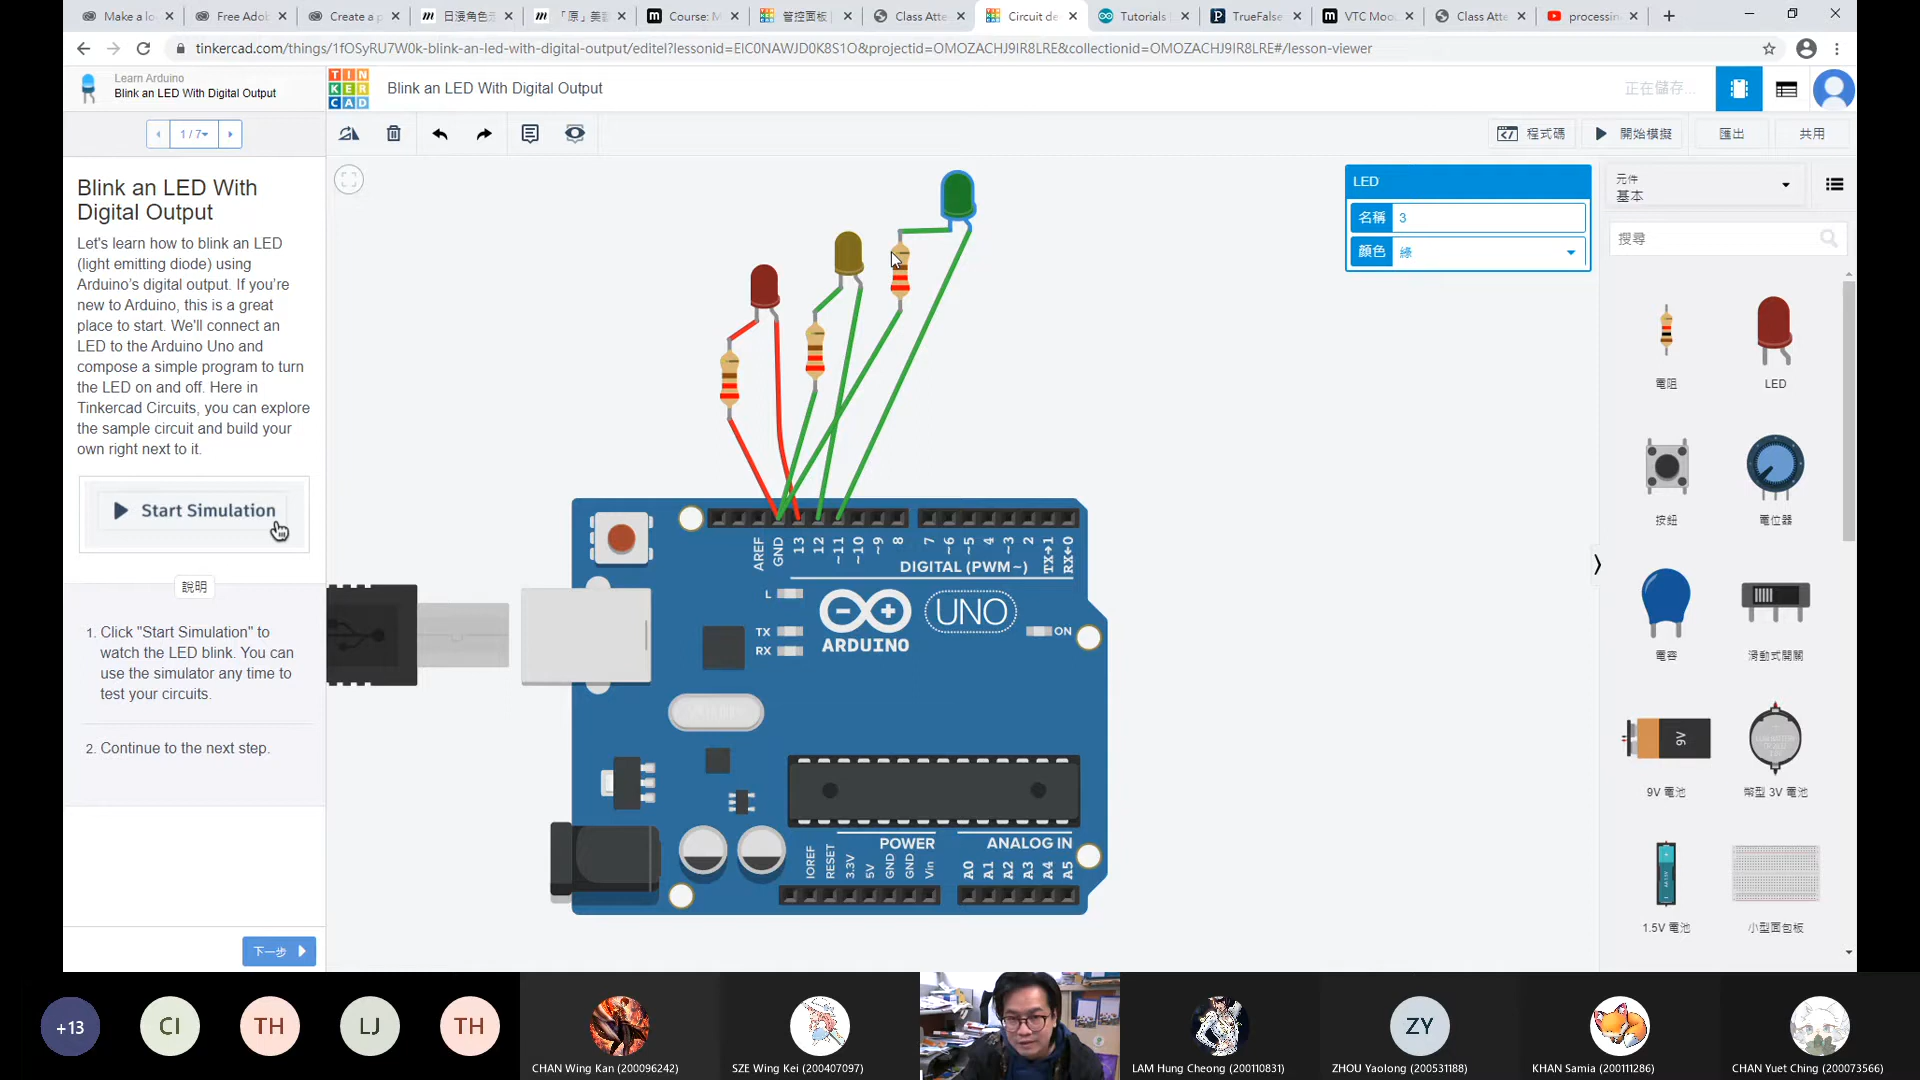 Make a lo
Free Adob
Create a p
日漫角色示
「原」美語
Course: M
管控面板
Class Atte
Circuit de
Tutorials
TrueFalse
VTC Moo
Class Atte
processin
tinkercad.com/things/1fOSyRU7W0k-blink-an-led-with-digital-output/editel?lessonid=EIC0NAWJD0K8S1O&projectid=OMOZACHJ9IR8LRE&collectionid=OMOZACHJ9IR8LRE#/lesson-viewer
Learn Arduino
Blink an LED With Digital Output
TIN
KER
CAD
Blink an LED With Digital Output
正在儲存...
1 / 7
程式碼
開始模擬
匯出
共用
Blink an LED With
Digital Output
Let's learn how to blink an LED
(light emitting diode) using
Arduino's digital output. If you're
new to Arduino, this is a great
place to start. We'll connect an
LED to the Arduino Uno and
compose a simple program to turn
the LED on and off. Here in
Tinkercad Circuits, you can explore
the sample circuit and build your
own right next to it.
Start Simulation
說明
1. Click "Start Simulation" to
watch the LED blink. You can
use the simulator any time to
test your circuits.
2. Continue to the next step.
下一步
LED
名稱 3
顏色 綠
AREF
GND
13
12
~11
~10
~9
8
7
~6
~5
4
~3
2
TX→1
RX←0
DIGITAL (PWM~)
L
TX
RX
UNO
ARDUINO
ON
POWER
ANALOG IN
IOREF
RESET
3.3V
5V
GND
GND
Vin
A0
A1
A2
A3
A4
A5
元件
基本
搜尋
電阻
LED
按鈕
電位器
電容
滑動式開關
9V
9V 電池
幣型 3V 電池
1.5V 電池
小型麵包板
+13
CI
TH
LJ
TH
ZY
CHAN Wing Kan (200096242)
SZE Wing Kei (200407097)
LAM Hung Cheong (200110831)
ZHOU Yaolong (200531188)
KHAN Samia (200111286)
CHAN Yuet Ching (200073566)